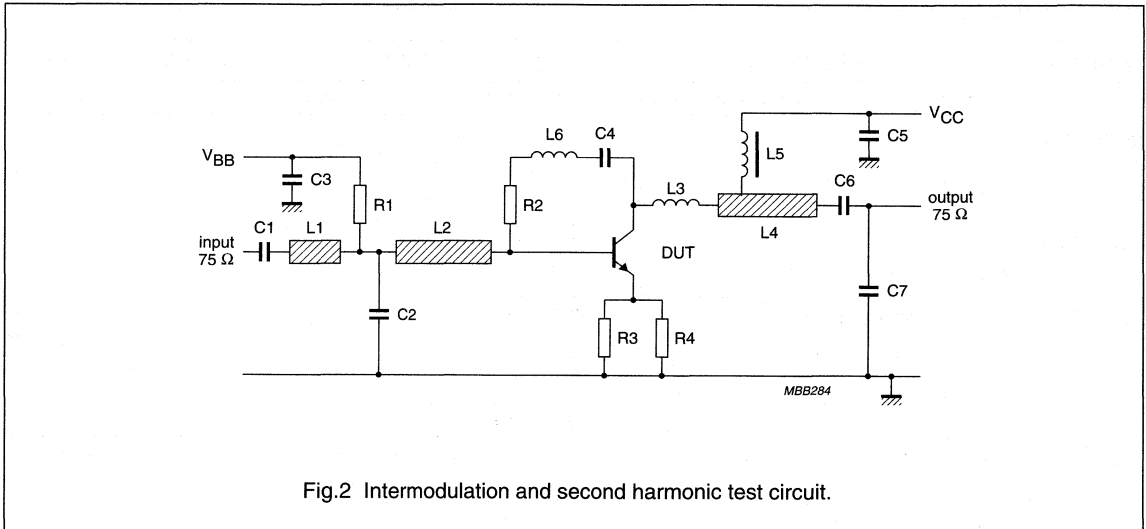 VCC
C5
L5
L6
C4
VBB
C3
R1
R2
L3
C6
output
75 Ω
L4
input
75 Ω
C1
L1
L2
DUT
C2
R3
R4
C7
MBB284
Fig.2 Intermodulation and second harmonic test circuit.